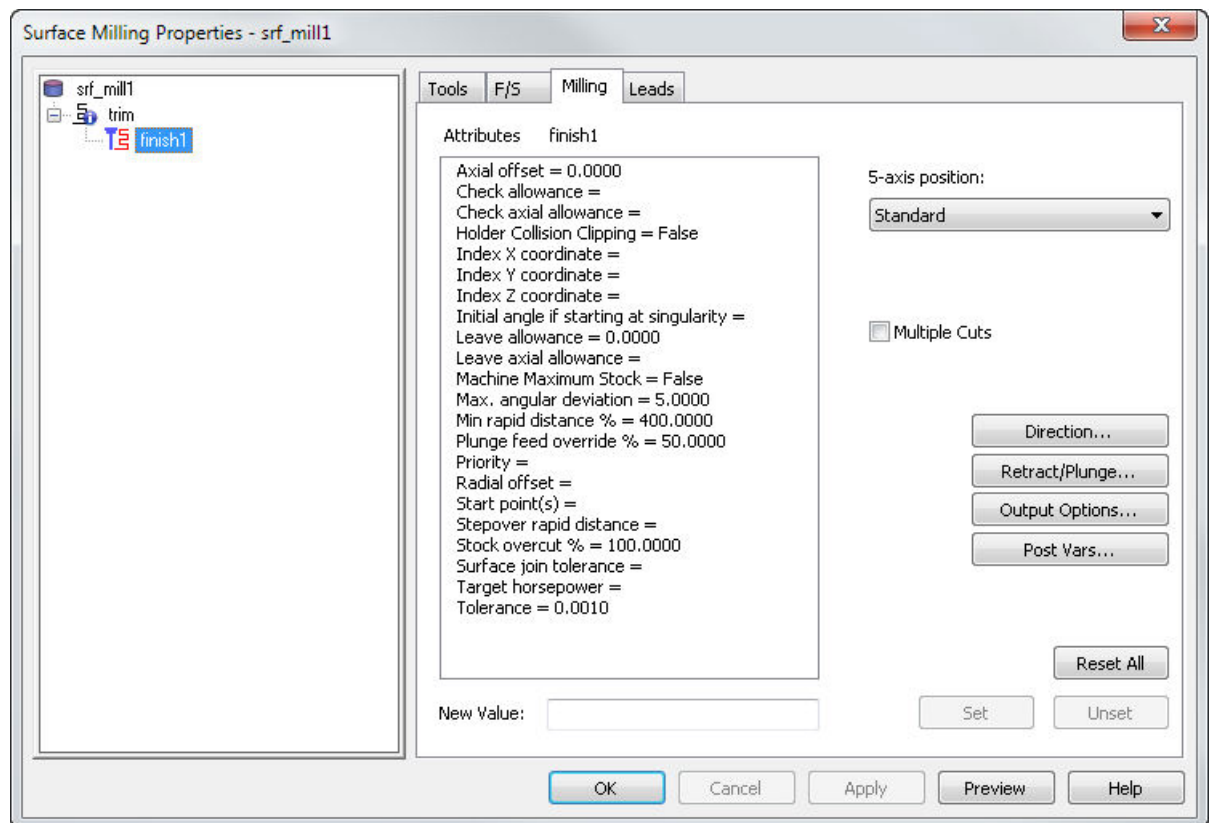 Surface Milling Properties - srf_mill1
srf_mill1
trim
finish1
Tools F/S Milling Leads
Attributes finish1
Axial offset = 0.0000
Check allowance =
Check axial allowance =
Holder Collision Clipping = False
Index X coordinate =
Index Y coordinate =
Index Z coordinate =
Initial angle if starting at singularity =
Leave allowance = 0.0000
Leave axial allowance =
Machine Maximum Stock = False
Max. angular deviation = 5.0000
Min rapid distance % = 400.0000
Plunge feed override % = 50.0000
Priority =
Radial offset =
Start point(s) =
Stepover rapid distance =
Stock overcut % = 100.0000
Surface join tolerance =
Target horsepower =
Tolerance = 0.0010
5-axis position:
Standard
Multiple Cuts
Direction...
Retract/Plunge...
Output Options...
Post Vars...
Reset All
New Value:
Set Unset
OK Cancel Apply Preview Help